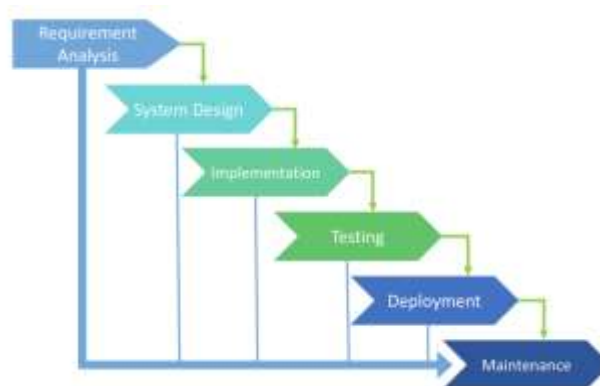 Requirement
Analysis
System Design
Implementation
Testing
Deployment
Maintenance